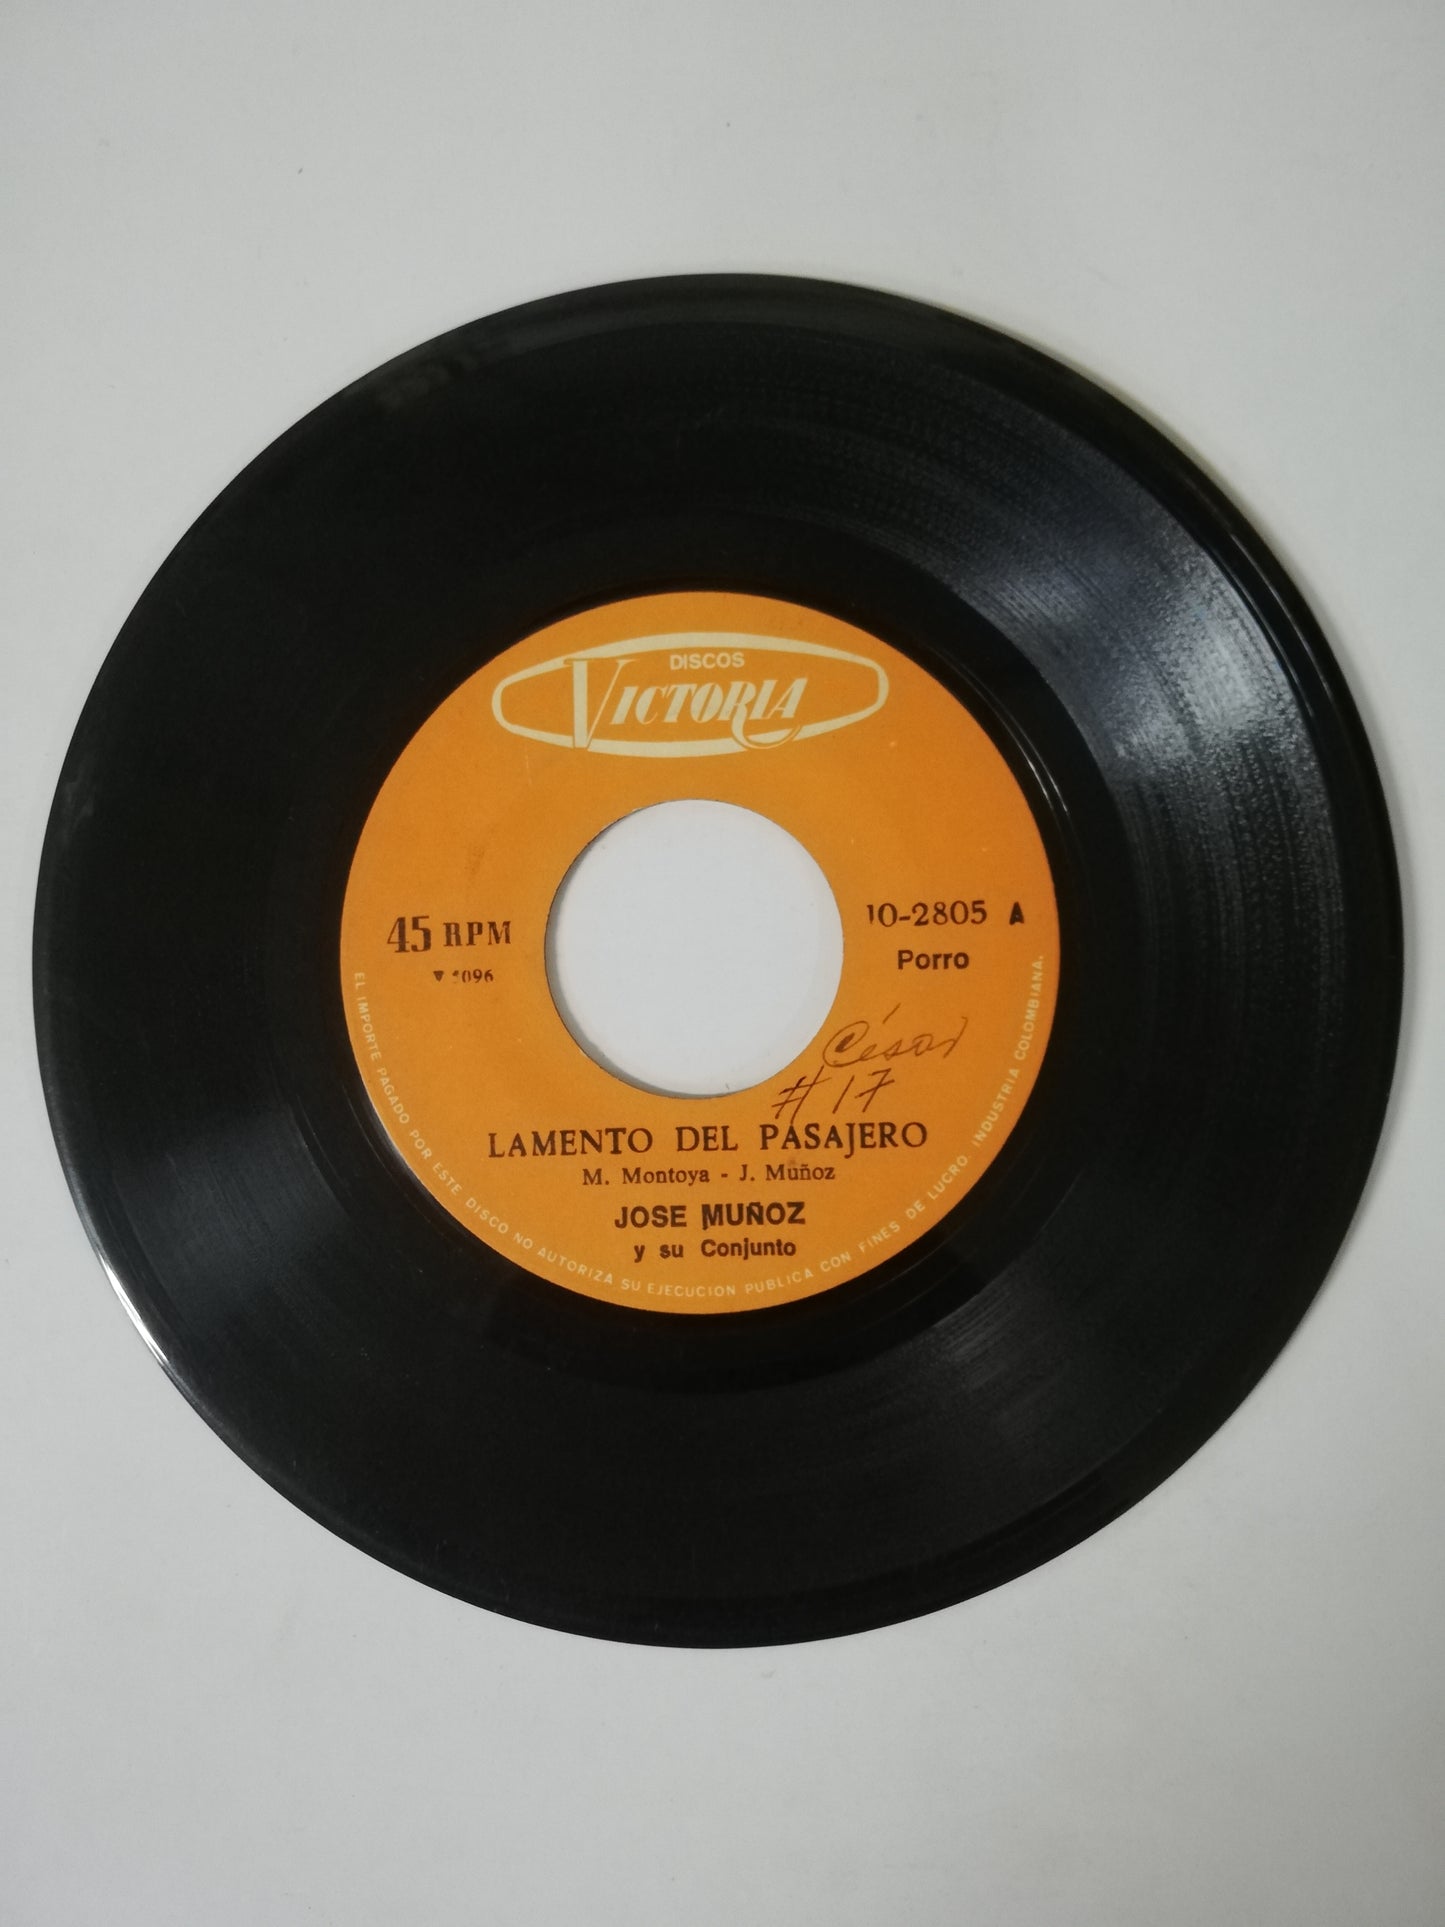 DISCOS
VICTORIA
45 RPM
10-2805 A
Porro
César
#17
LAMENTO DEL PASAJERO
M. Montoya - J. Muñoz
JOSE MUÑOZ
y su Conjunto
EL IMPORTE PAGADO POR ESTE DISCO NO AUTORIZA SU EJECUCION PUBLICA CON FINES DE LUCRO. INDUSTRIA COLOMBIANA.